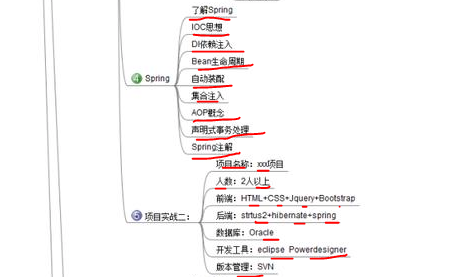 了解Spring
IOC思想
DI依赖注入
Bean生命周期
4 Spring
自动装配
集合注入
AOP概念
声明式事务处理
Spring注解
项目名称：xxx项目
人数：2人以上
前端：HTML+CSS+Jquery+Bootstrap
5 项目实战二：
后端：strtus2+hibernate+spring
数据库：Oracle
开发工具：eclipse Powerdesigner
版本管理：SVN